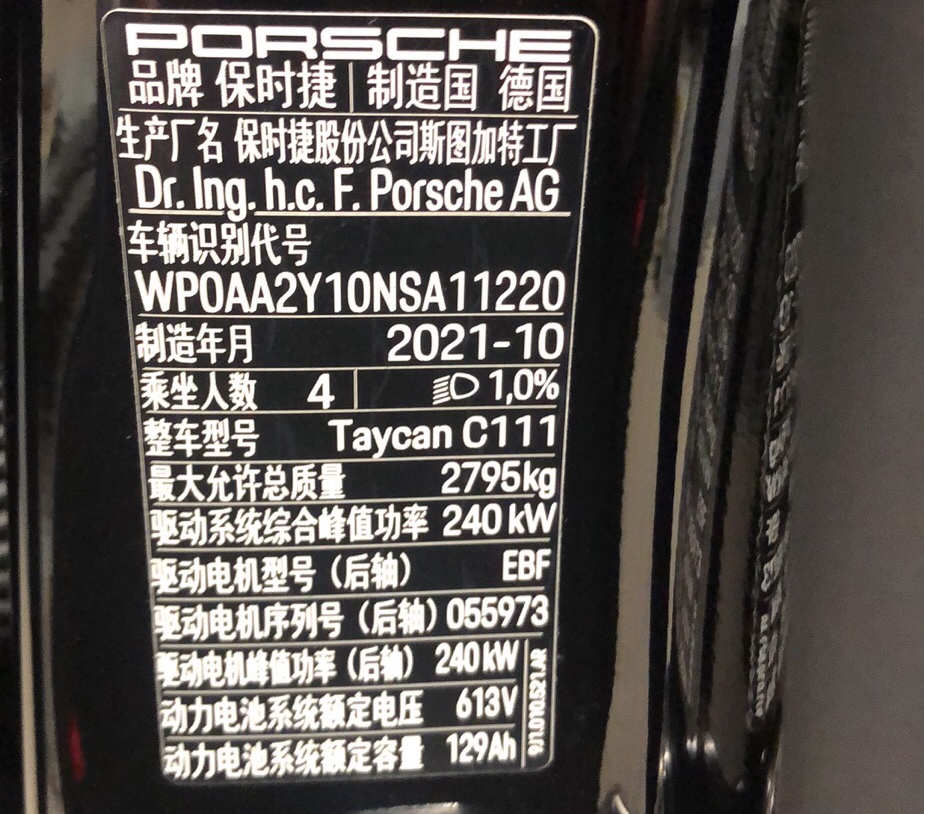 PORSCHE
品牌 保时捷 制造国 德国
生产厂名 保时捷股份公司斯图加特工厂
Dr. Ing. h.c. F. Porsche AG
车辆识别代号
WP0AA2Y10NSA11220
制造年月 2021-10
乘坐人数 4 1,0%
整车型号 Taycan C111
最大允许总质量 2795kg
驱动系统综合峰值功率 240 kW
驱动电机型号（后轴） EBF
驱动电机序列号（后轴） 055973
驱动电机峰值功率（后轴） 240 kW
动力电池系统额定电压 613V
动力电池系统额定容量 129Ah
9J1.010.521.AR